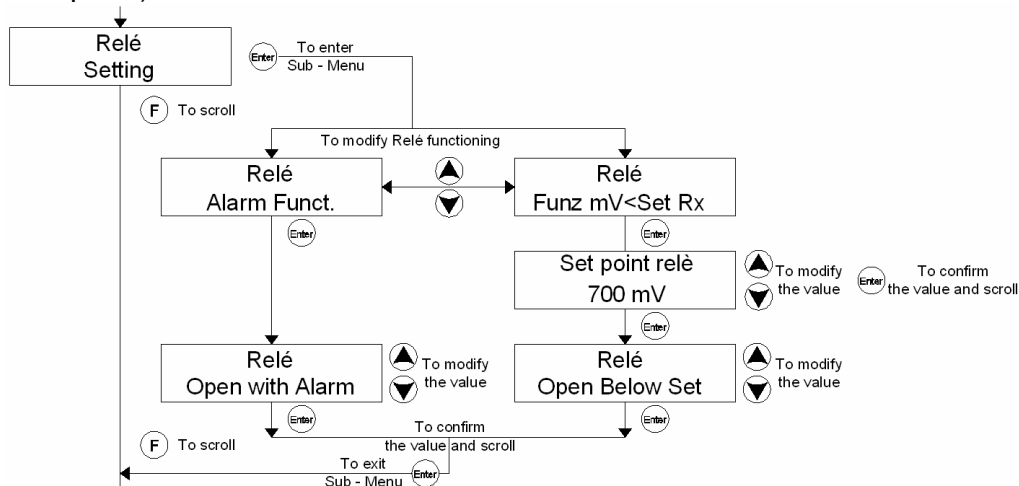 Relé
Setting
Enter
To enter
Sub - Menu
F
To scroll
To modify Relé functioning
Relé
Alarm Funct.
Relé
Funz mV<Set Rx
Enter
Enter
Set point relè
700 mV
To modify
the value
Enter
To confirm
the value and scroll
Enter
Relé
Open with Alarm
To modify
the value
Relé
Open Below Set
To modify
the value
Enter
Enter
To confirm
the value and scroll
F
To scroll
To exit
Sub - Menu
Enter